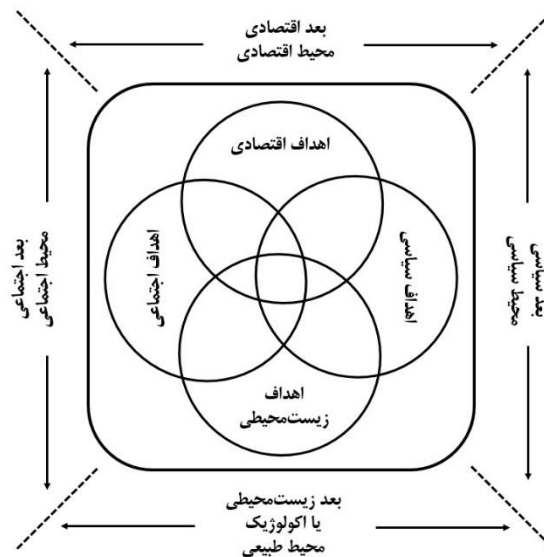 بعد اقتصادی
محیط اقتصادی
اهداف اقتصادی
بعد سیاسی
محیط سیاسی
اهداف سیاسی
اهداف اجتماعی
محیط اجتماعی
بعد اجتماعی
اهداف
زیست‌محیطی
بعد زیست‌محیطی
یا اکولوژیک
محیط طبیعی